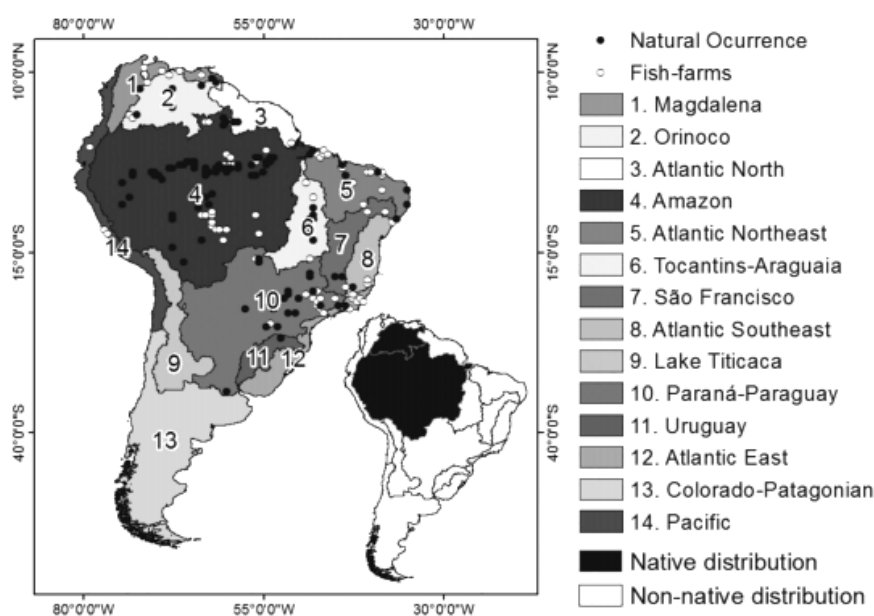 80°0'0"W 55°0'0"W 30°0'0"W
10°0'0"N
15°0'0"S
40°0'0"S
1
2
3
4
5
6
7
8
14
10
9
11
12
13
80°0'0"W 55°0'0"W 30°0'0"W
10°0'0"N
15°0'0"S
40°0'0"S
Natural Ocurrence
Fish-farms
1. Magdalena
2. Orinoco
3. Atlantic North
4. Amazon
5. Atlantic Northeast
6. Tocantins-Araguaia
7. São Francisco
8. Atlantic Southeast
9. Lake Titicaca
10. Paraná-Paraguay
11. Uruguay
12. Atlantic East
13. Colorado-Patagonian
14. Pacific
Native distribution
Non-native distribution